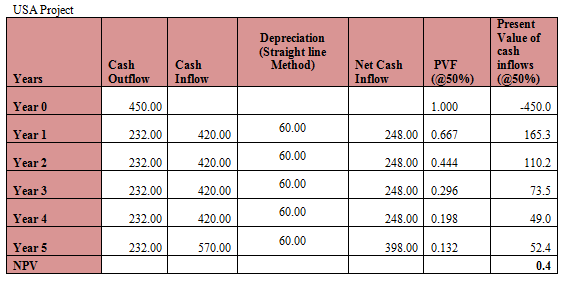 USA Project
Years Cash Outflow Cash Inflow Depreciation (Straight line Method) Net Cash Inflow PVF (@50%) Present Value of cash inflows (@50%)
Year 0 450.00 1.000 -450.0
Year 1 232.00 420.00 60.00 248.00 0.667 165.3
Year 2 232.00 420.00 60.00 248.00 0.444 110.2
Year 3 232.00 420.00 60.00 248.00 0.296 73.5
Year 4 232.00 420.00 60.00 248.00 0.198 49.0
Year 5 232.00 570.00 60.00 398.00 0.132 52.4
NPV 0.4